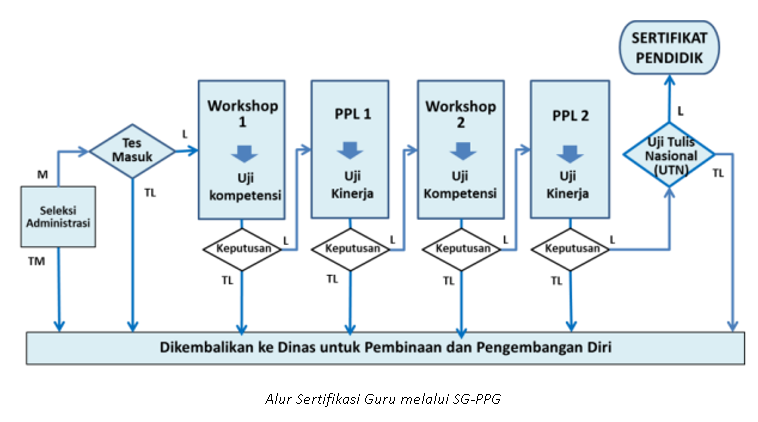 SERTIFIKAT
PENDIDIK
L
Workshop
1
Uji
kompetensi
PPL 1
Uji
Kinerja
Workshop
2
Uji
Kompetensi
PPL 2
Uji
Kinerja
Tes
Masuk
L
TL
Uji Tulis
Nasional
(UTN)
TL
M
Seleksi
Administrasi
TM
Keputusan
L
TL
Keputusan
L
TL
Keputusan
L
TL
Keputusan
L
TL
Dikembalikan ke Dinas untuk Pembinaan dan Pengembangan Diri
Alur Sertifikasi Guru melalui SG-PPG